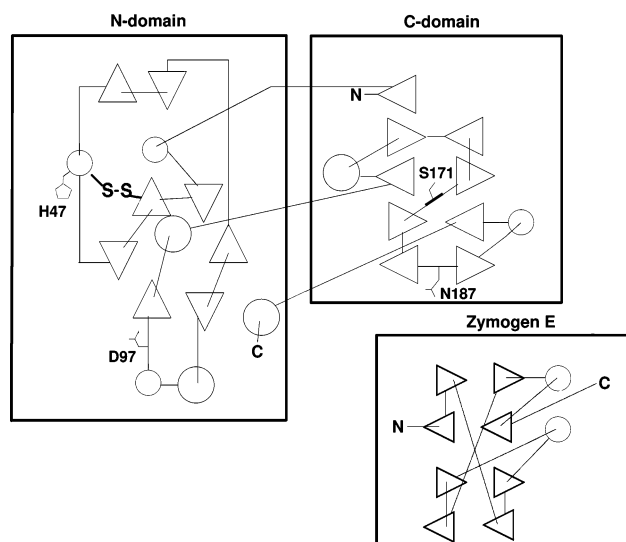 N-domain
C-domain
N
S171
S-S
H47
N187
D97
C
Zymogen E
C
N